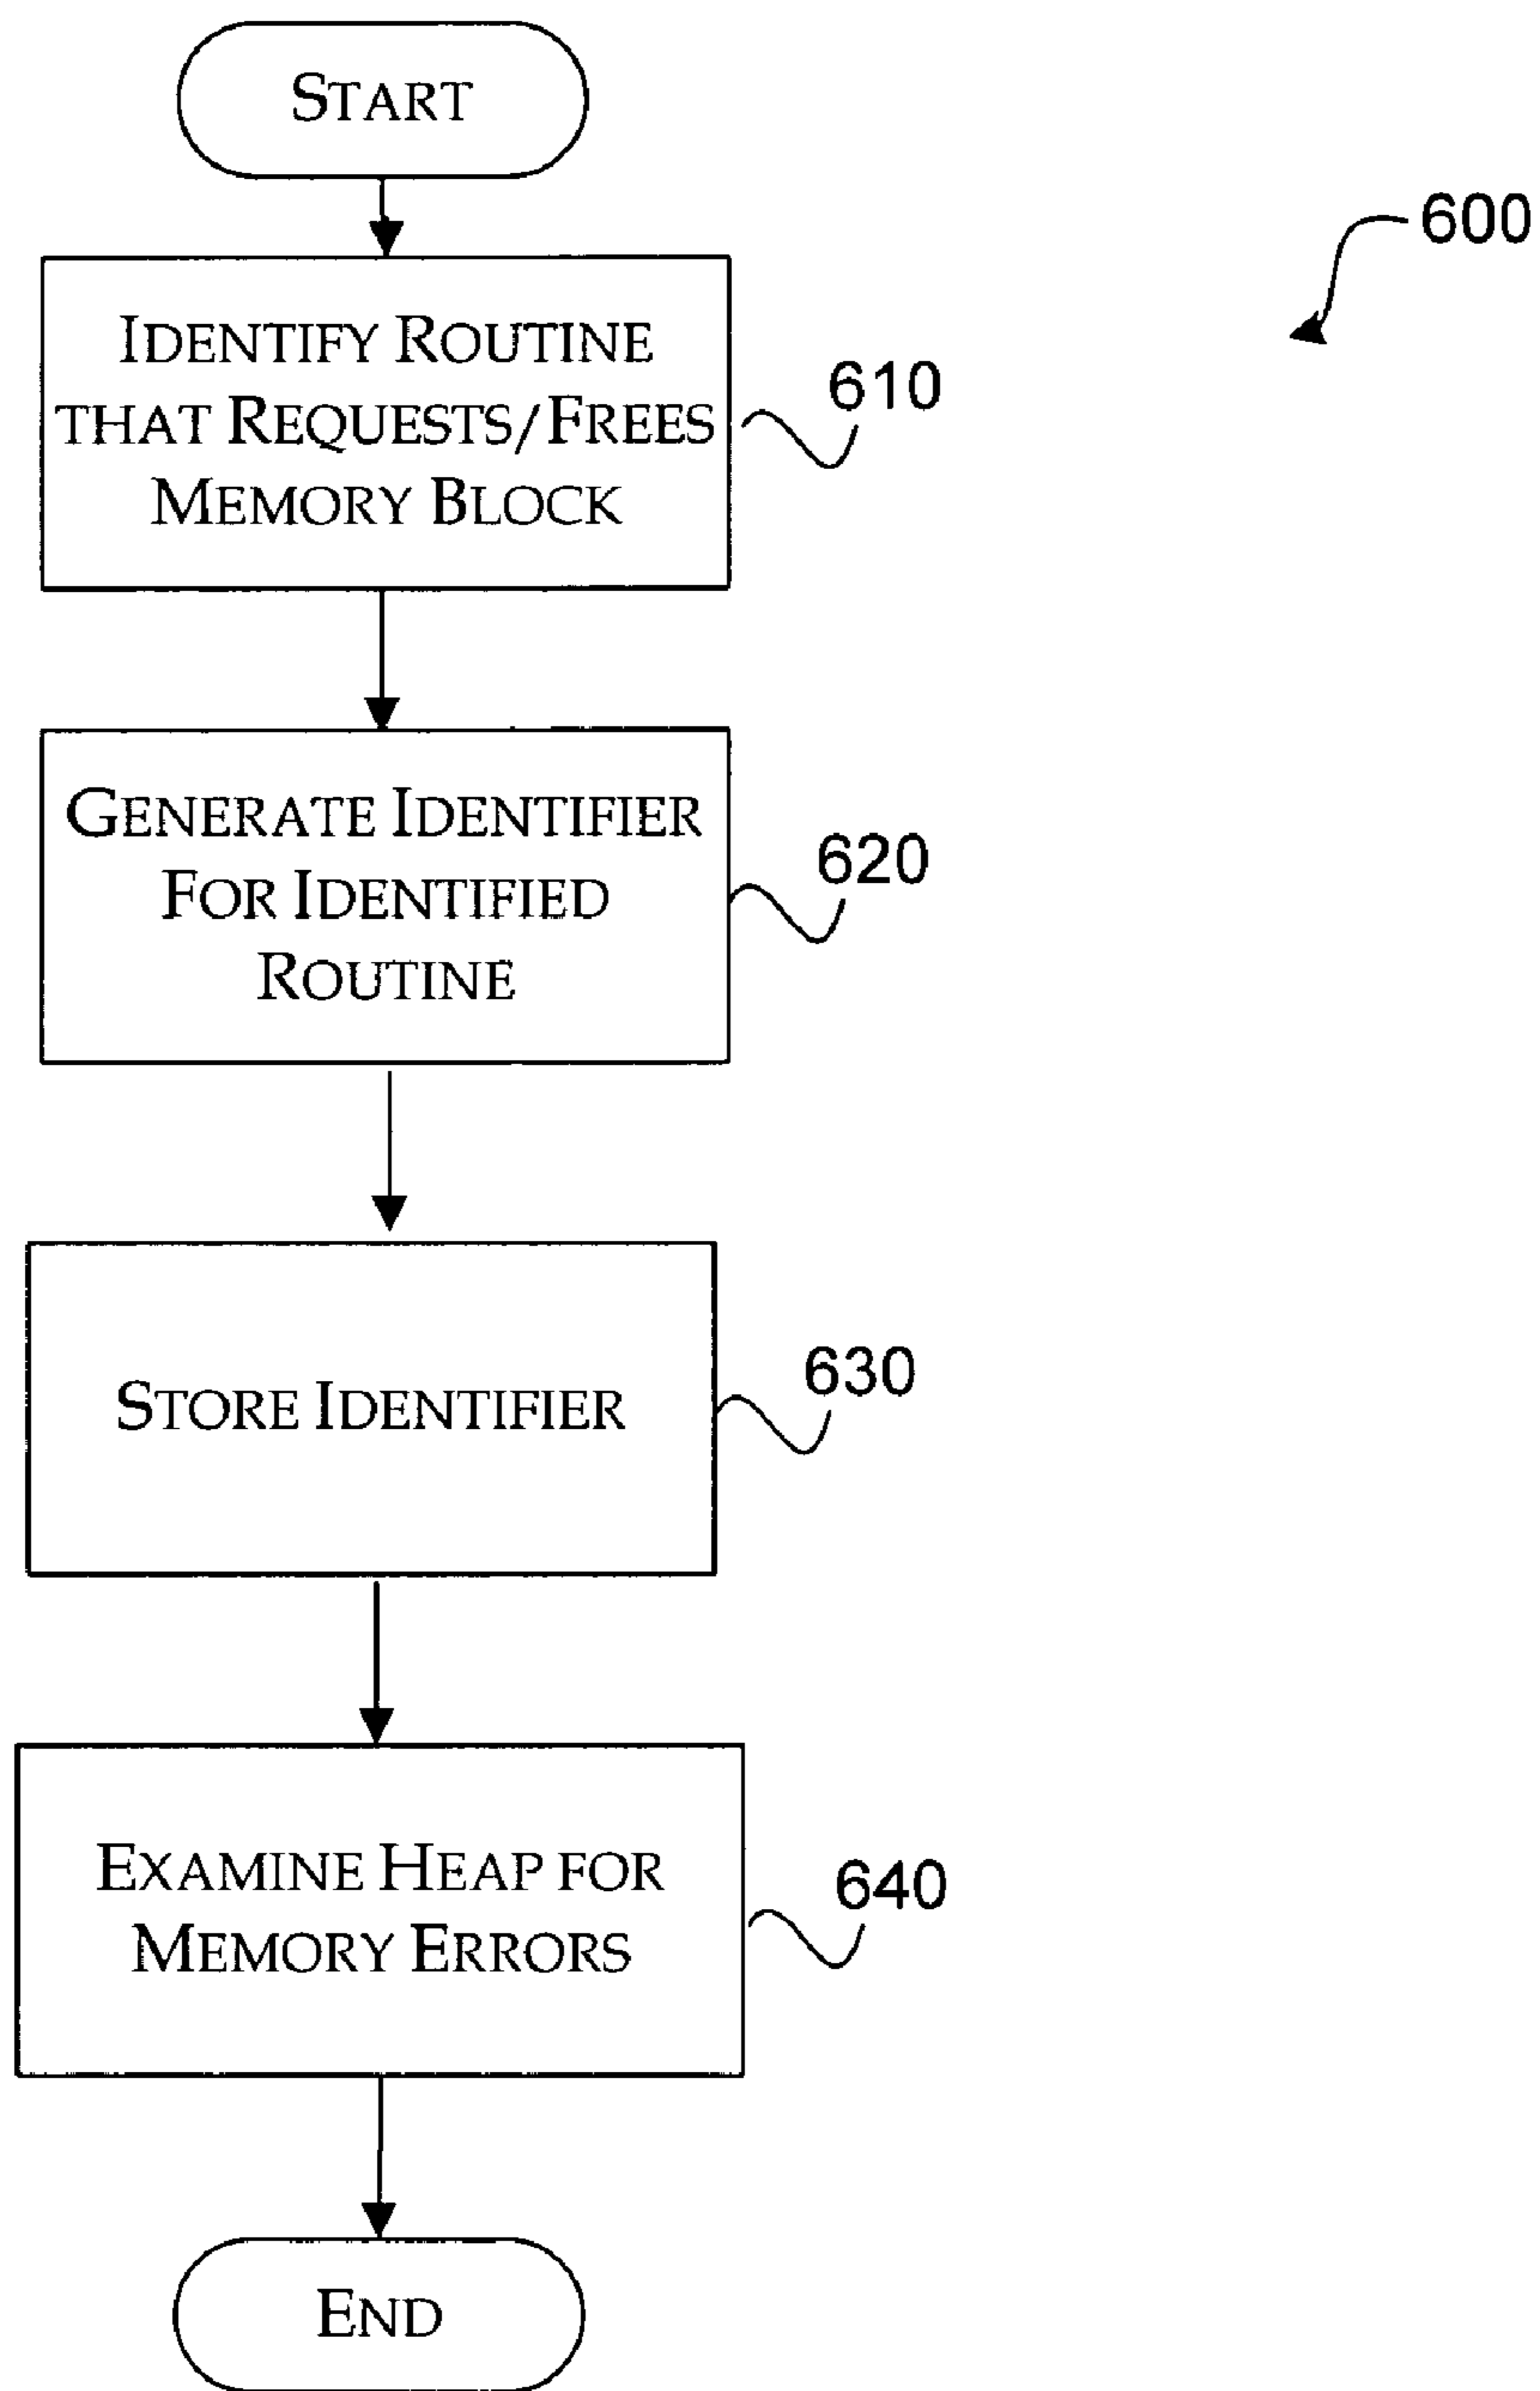 START
600
IDENTIFY ROUTINE
THAT REQUESTS/FREES
MEMORY BLOCK
610
GENERATE IDENTIFIER
FOR IDENTIFIED
ROUTINE
620
STORE IDENTIFIER
630
EXAMINE HEAP FOR
MEMORY ERRORS
640
END